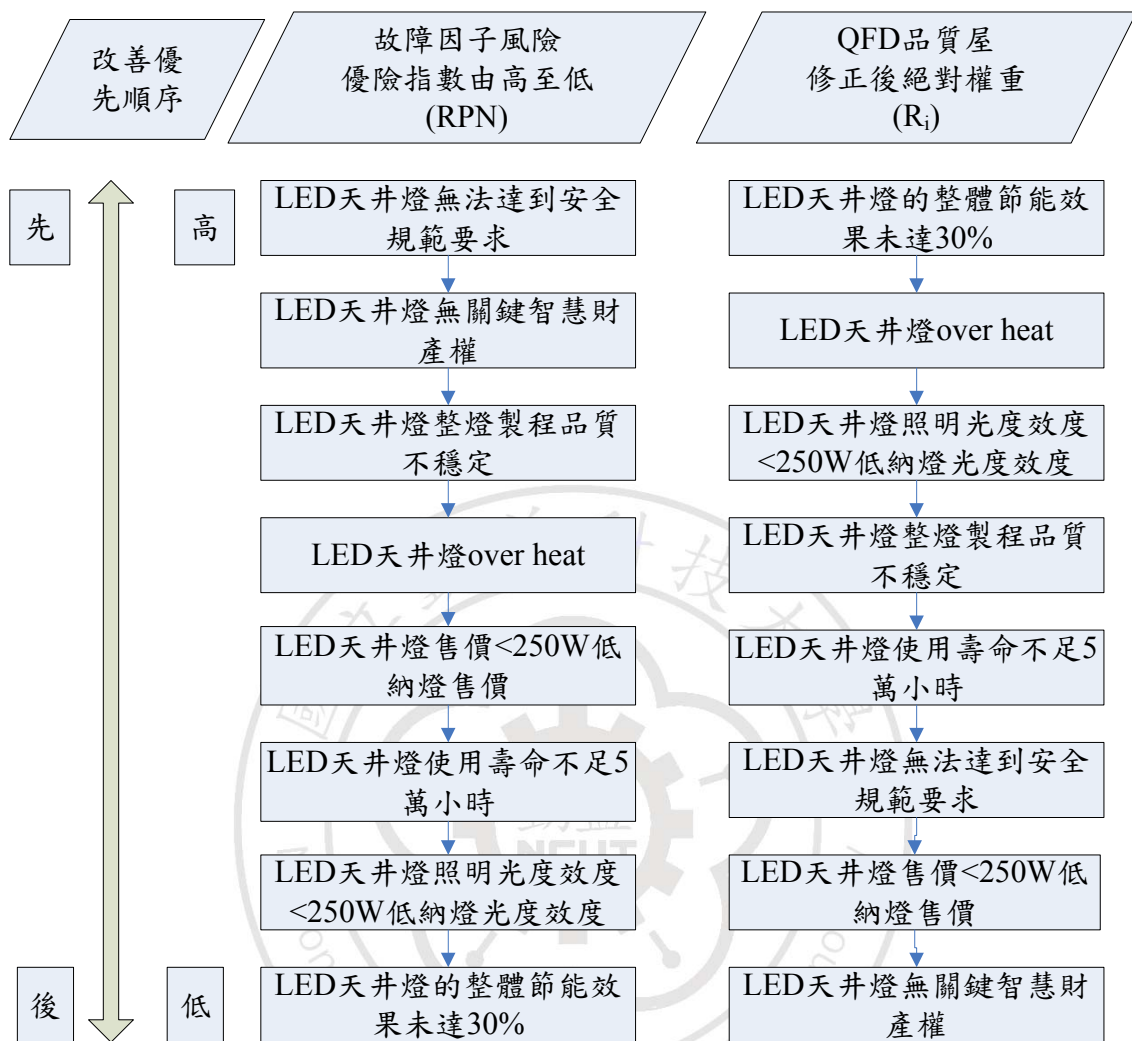 改善優
先順序
故障因子風險
優險指數由高至低
(RPN)
QFD品質屋
修正後絕對權重
(Ri)
先
高
LED天井燈無法達到安全
規範要求
LED天井燈的整體節能效
果未達30%
LED天井燈無關鍵智慧財
產權
LED天井燈over heat
LED天井燈整燈製程品質
不穩定
LED天井燈照明光度效度
<250W低納燈光度效度
LED天井燈over heat
LED天井燈整燈製程品質
不穩定
LED天井燈售價<250W低
納燈售價
LED天井燈使用壽命不足5
萬小時
LED天井燈使用壽命不足5
萬小時
LED天井燈無法達到安全
規範要求
LED天井燈照明光度效度
<250W低納燈光度效度
LED天井燈售價<250W低
納燈售價
後
低
LED天井燈的整體節能效
果未達30%
LED天井燈無關鍵智慧財
產權